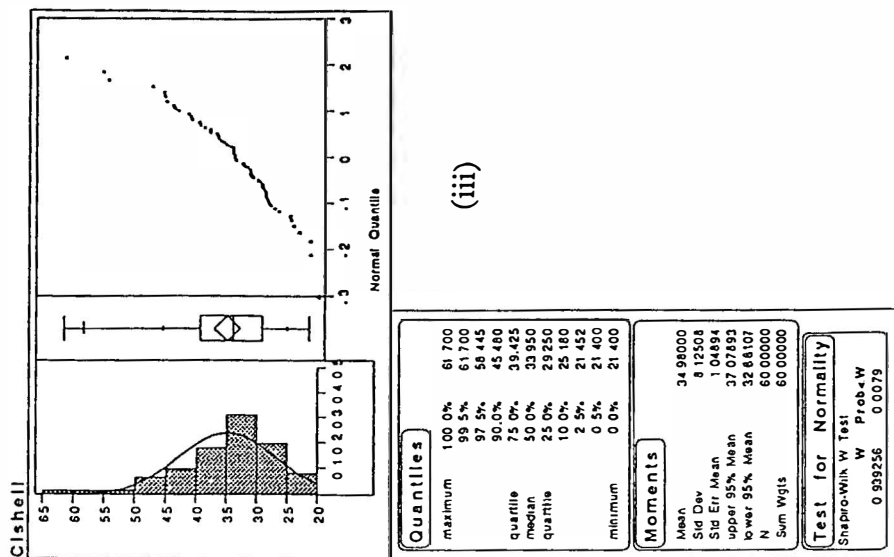 Clshell
65
60
55
50
45
40
35
30
25
20
0 10 20 30 40 5
.3 .2 .1 0 1 2 3
Normal Quantile
(iii)
Quantiles
maximum 100 0% 61 700
99 5% 61 700
97 5% 58 445
90.0% 45 480
quartile 75 0% 39.425
median 50 0% 33 950
quartile 25 0% 29 250
10 0% 25 180
2 5% 21 452
0 5% 21 400
minimum 0 0% 21 400
Moments
Mean 34 98000
Std Dev 8 12508
Std Err Mean 1 04894
upper 95% Mean 37 07893
lower 95% Mean 32 88107
N 60 00000
Sum Wgts 60 00000
Test for Normality
Shapiro-Wilk W Test
W Prob<W
0 939256 0 0079